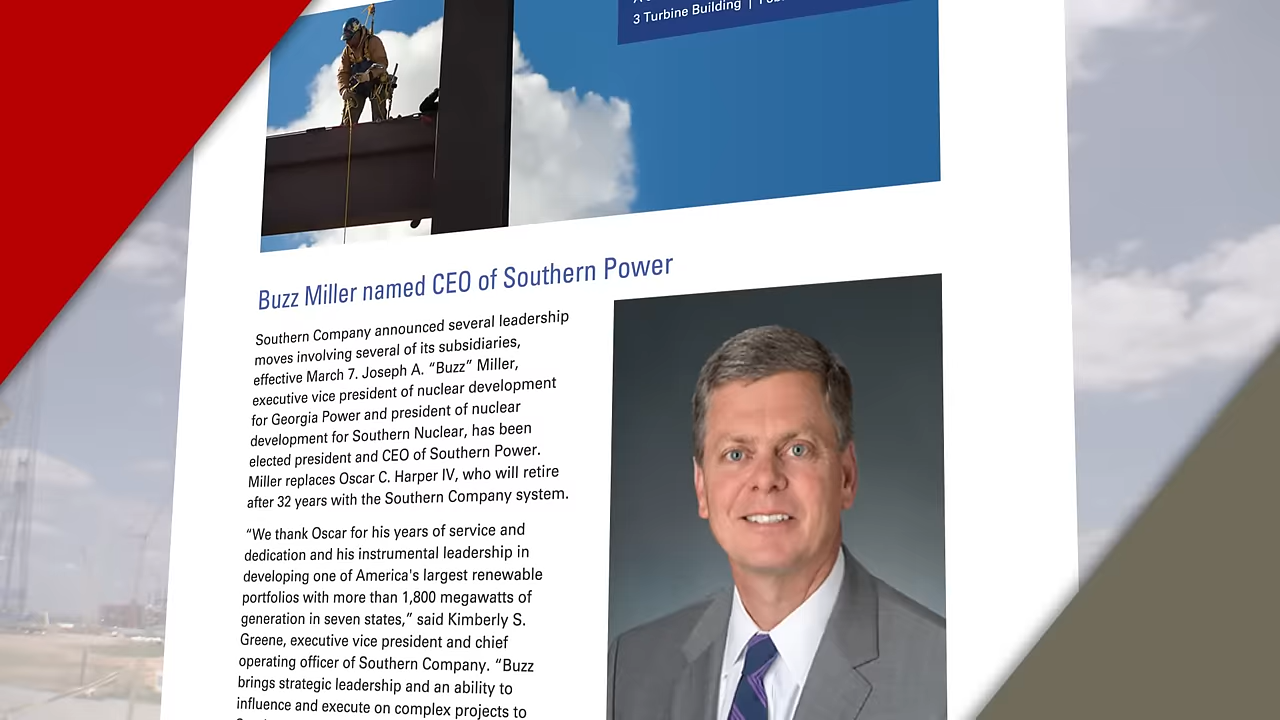 3 Turbine Building |
Buzz Miller named CEO of Southern Power
Southern Company announced several leadership
moves involving several of its subsidiaries,
effective March 7. Joseph A. “Buzz” Miller,
executive vice president of nuclear development
for Georgia Power and president of nuclear
development for Southern Nuclear, has been
elected president and CEO of Southern Power.
Miller replaces Oscar C. Harper IV, who will retire
after 32 years with the Southern Company system.
“We thank Oscar for his years of service and
dedication and his instrumental leadership in
developing one of America's largest renewable
portfolios with more than 1,800 megawatts of
generation in seven states,” said Kimberly S.
Greene, executive vice president and chief
operating officer of Southern Company. “Buzz
brings strategic leadership and an ability to
influence and execute on complex projects to